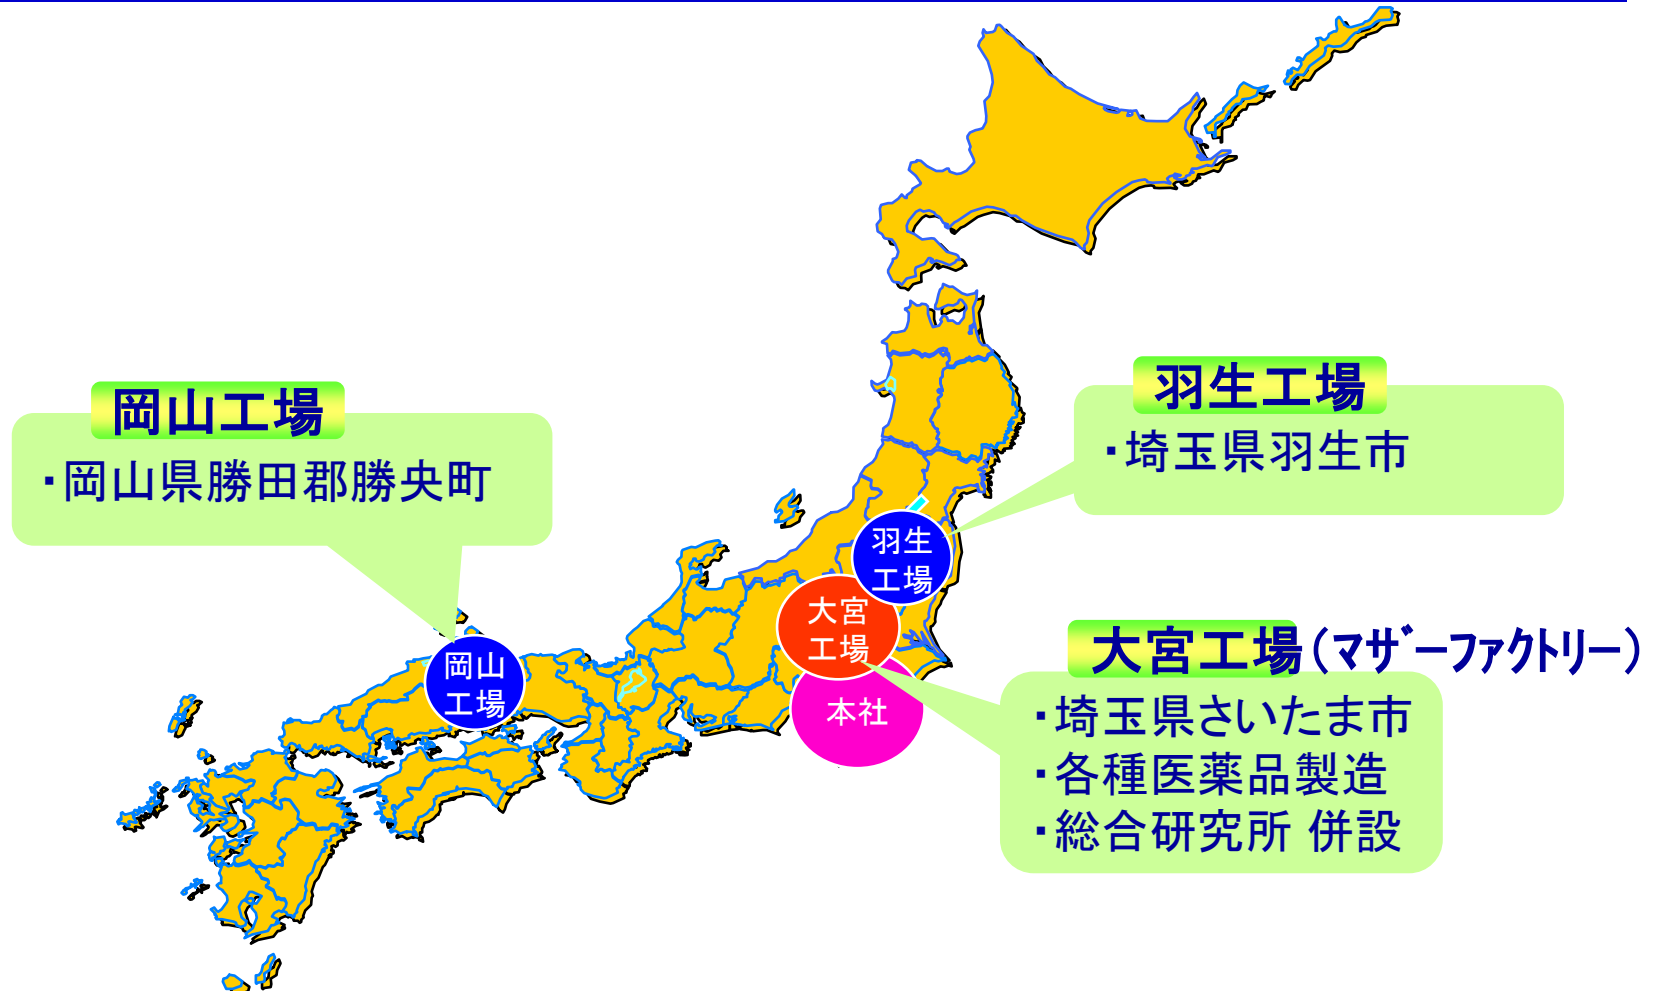 岡山工場
・岡山県勝田郡勝央町
羽生工場
・埼玉県羽生市
羽生
工場
大宮
工場
本社
岡山
工場
大宮工場(マザーファクトリー)
・埼玉県さいたま市
・各種医薬品製造
・総合研究所 併設